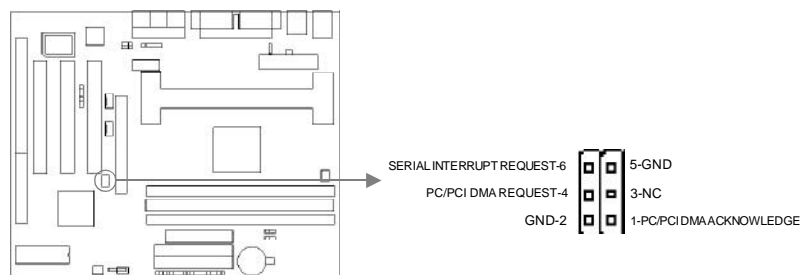 SERIAL INTERRUPT REQUEST-6 5-GND
PC/PCI DMA REQUEST-4 3-NC
GND-2 1-PC/PCI DMA ACKNOWLEDGE